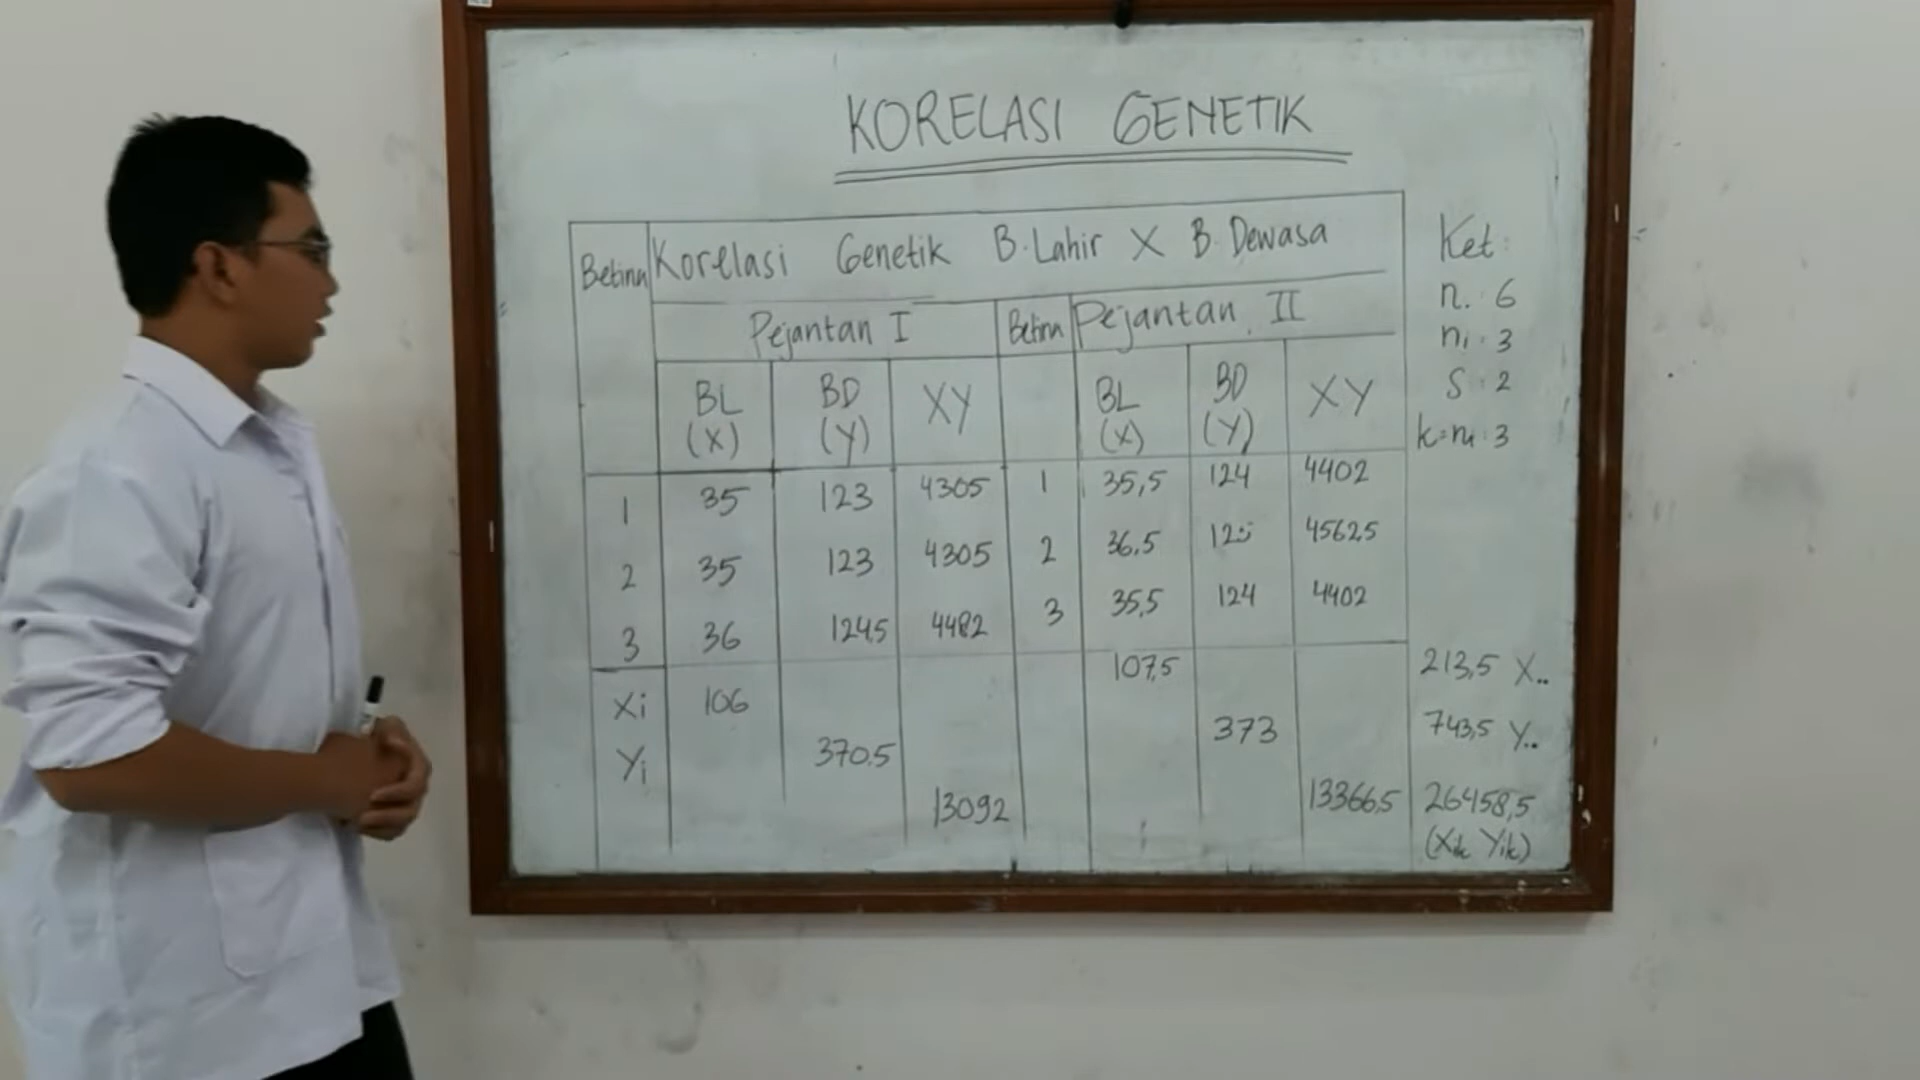 KORELASI GENETIK
Betina Korelasi Genetik B.Lahir X B.Dewasa
Pejantan I Betina Pejantan II
BL (X) BD (Y) XY BL (X) BD (Y) XY
1 35 123 4305 1 35,5 124 4402
2 35 123 4305 2 36,5 45625
3 36 124,5 4482 3 35,5 124 4402
Xi 106 107,5 213,5 X..
Yi 370.5 373 743,5 Y..
13092 13366,5 26458,5
(Xik Yik)
Ket:
n. : 6
ni : 3
S : 2
k=ni : 3